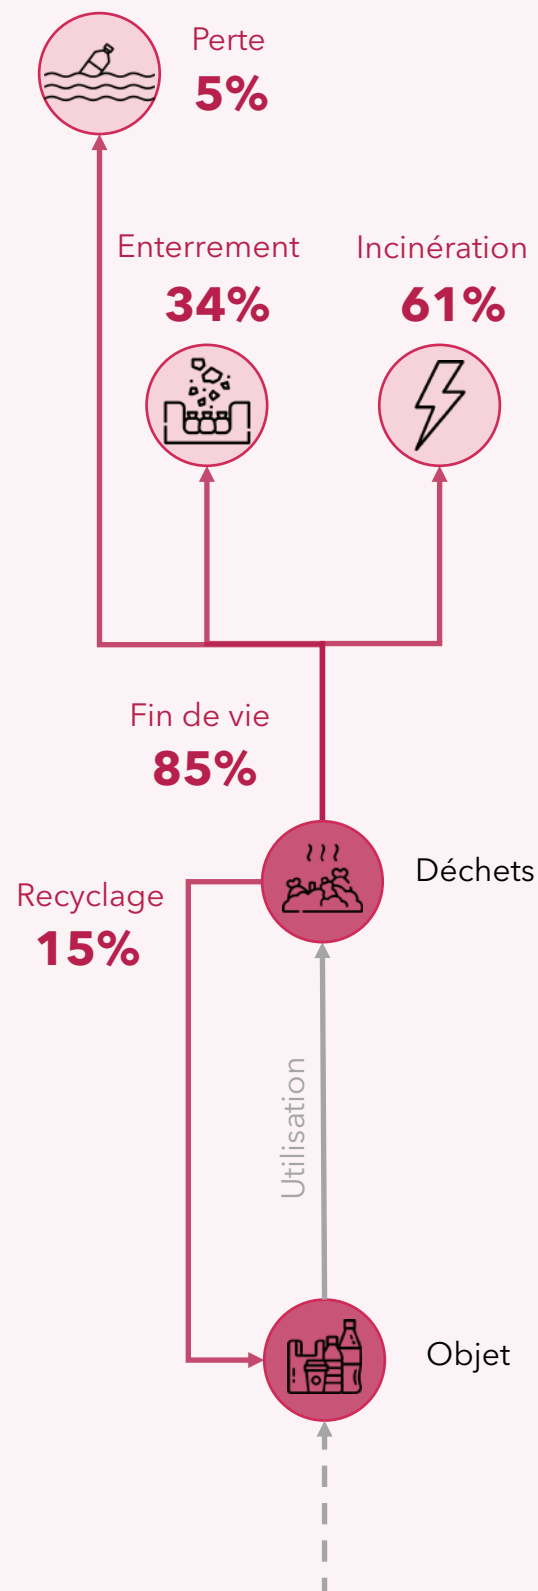 Perte
5%
Enterrement
34%
Incinération
61%
Fin de vie
85%
Déchets
Recyclage
15%
Utilisation
Objet